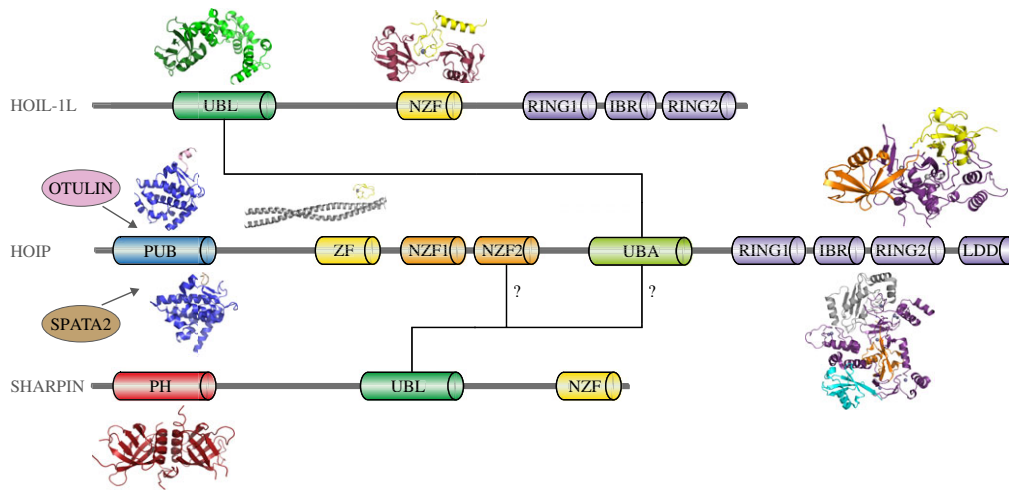 HOIL-1L UBL NZF RING1 IBR RING2
OTULIN
HOIP PUB ZF NZF1 NZF2 UBA RING1 IBR RING2 LDD
? ?
SPATA2
SHARPIN PH UBL NZF